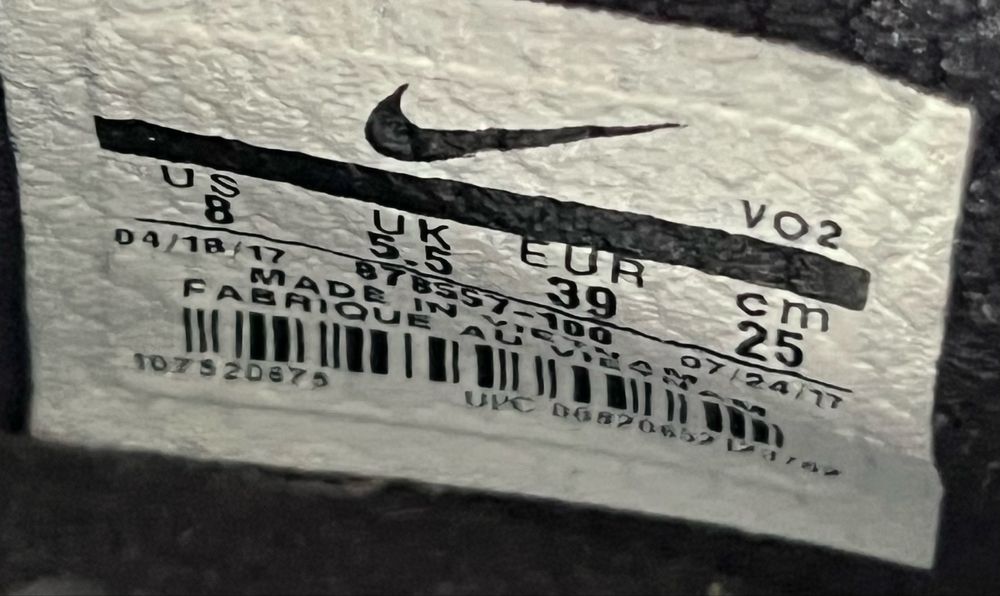 VO2
US UK EUR cm
8 5.5 39 25
04/18/17 878557-100 07/24/17
MADE IN VIETNAM
FABRIQUE AU VIETNAM
UPC